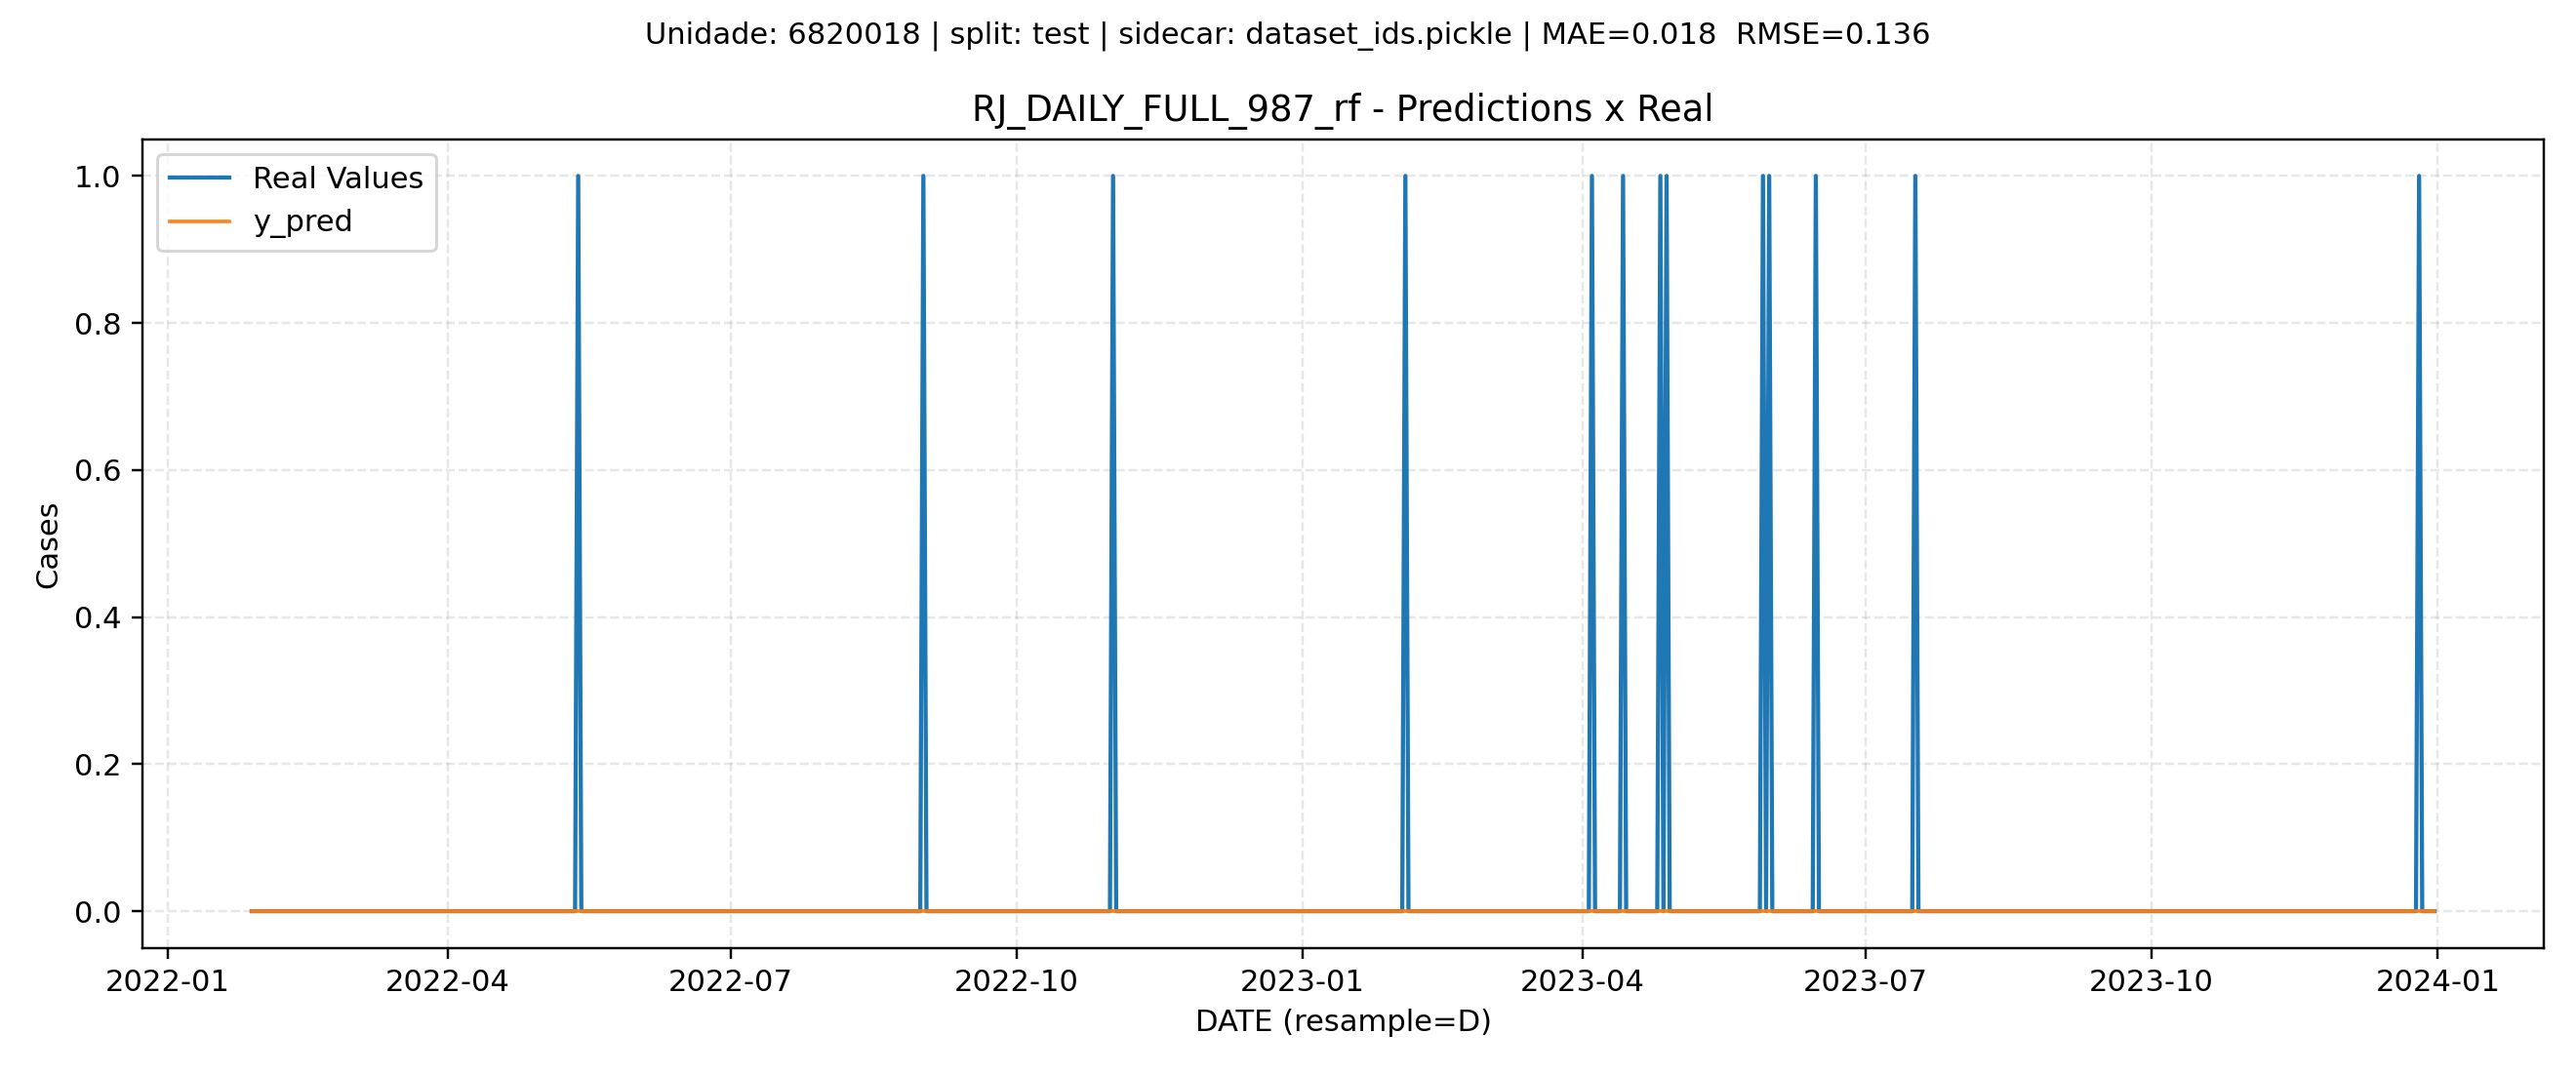 Unidade: 6820018 | split: test | sidecar: dataset_ids.pickle | MAE=0.018  RMSE=0.136
RJ_DAILY_FULL_987_rf - Predictions x Real
Real Values
y_pred
1.0
0.8
0.6
0.4
0.2
0.0
Cases
2022-01
2022-04
2022-07
2022-10
2023-01
2023-04
2023-07
2023-10
2024-01
DATE (resample=D)